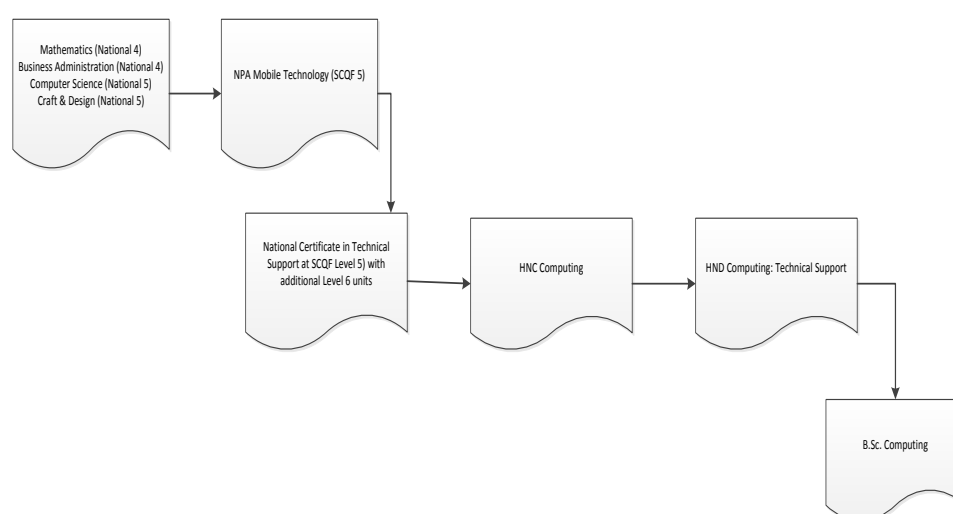 Mathematics (National 4)
Business Administration (National 4)
Computer Science (National 5)
Craft & Design (National 5)
NPA Mobile Technology (SCQF 5)
National Certificate in Technical
Support at SCQF Level 5) with
additional Level 6 units
HNC Computing
HND Computing: Technical Support
B.Sc. Computing